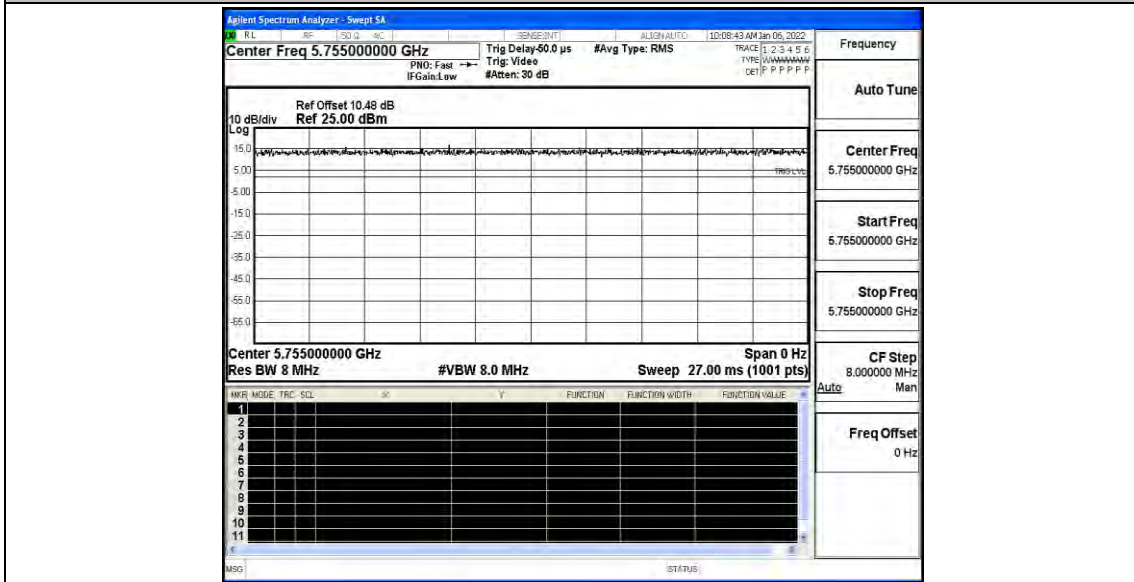 Agilent Spectrum Analyzer - Swept SA
RL RF 50 Ω AC SENSE:INT ALIGNAUTO 10:08:43 AM Jan 06, 2022
Center Freq 5.755000000 GHz
PNO: Fast
IFGain:Low
Trig Delay-50.0 µs
Trig: Video
#Atten: 30 dB
#Avg Type: RMS
TRACE 1 2 3 4 5 6
TYPE WWWWWW
DET P P P P P P
Ref Offset 10.48 dB
10 dB/div Ref 25.00 dBm
Log
15.0
5.00
TRIG LVL
-5.00
-15.0
-25.0
-35.0
-45.0
-55.0
-65.0
Center 5.755000000 GHz Span 0 Hz
Res BW 8 MHz #VBW 8.0 MHz Sweep 27.00 ms (1001 pts)
MKR MODE TRC SCL X Y FUNCTION FUNCTION WIDTH FUNCTION VALUE
1
2
3
4
5
6
7
8
9
10
11
MSG STATUS
Frequency
Auto Tune
Center Freq
5.755000000 GHz
Start Freq
5.755000000 GHz
Stop Freq
5.755000000 GHz
CF Step
8.000000 MHz
Auto Man
Freq Offset
0 Hz